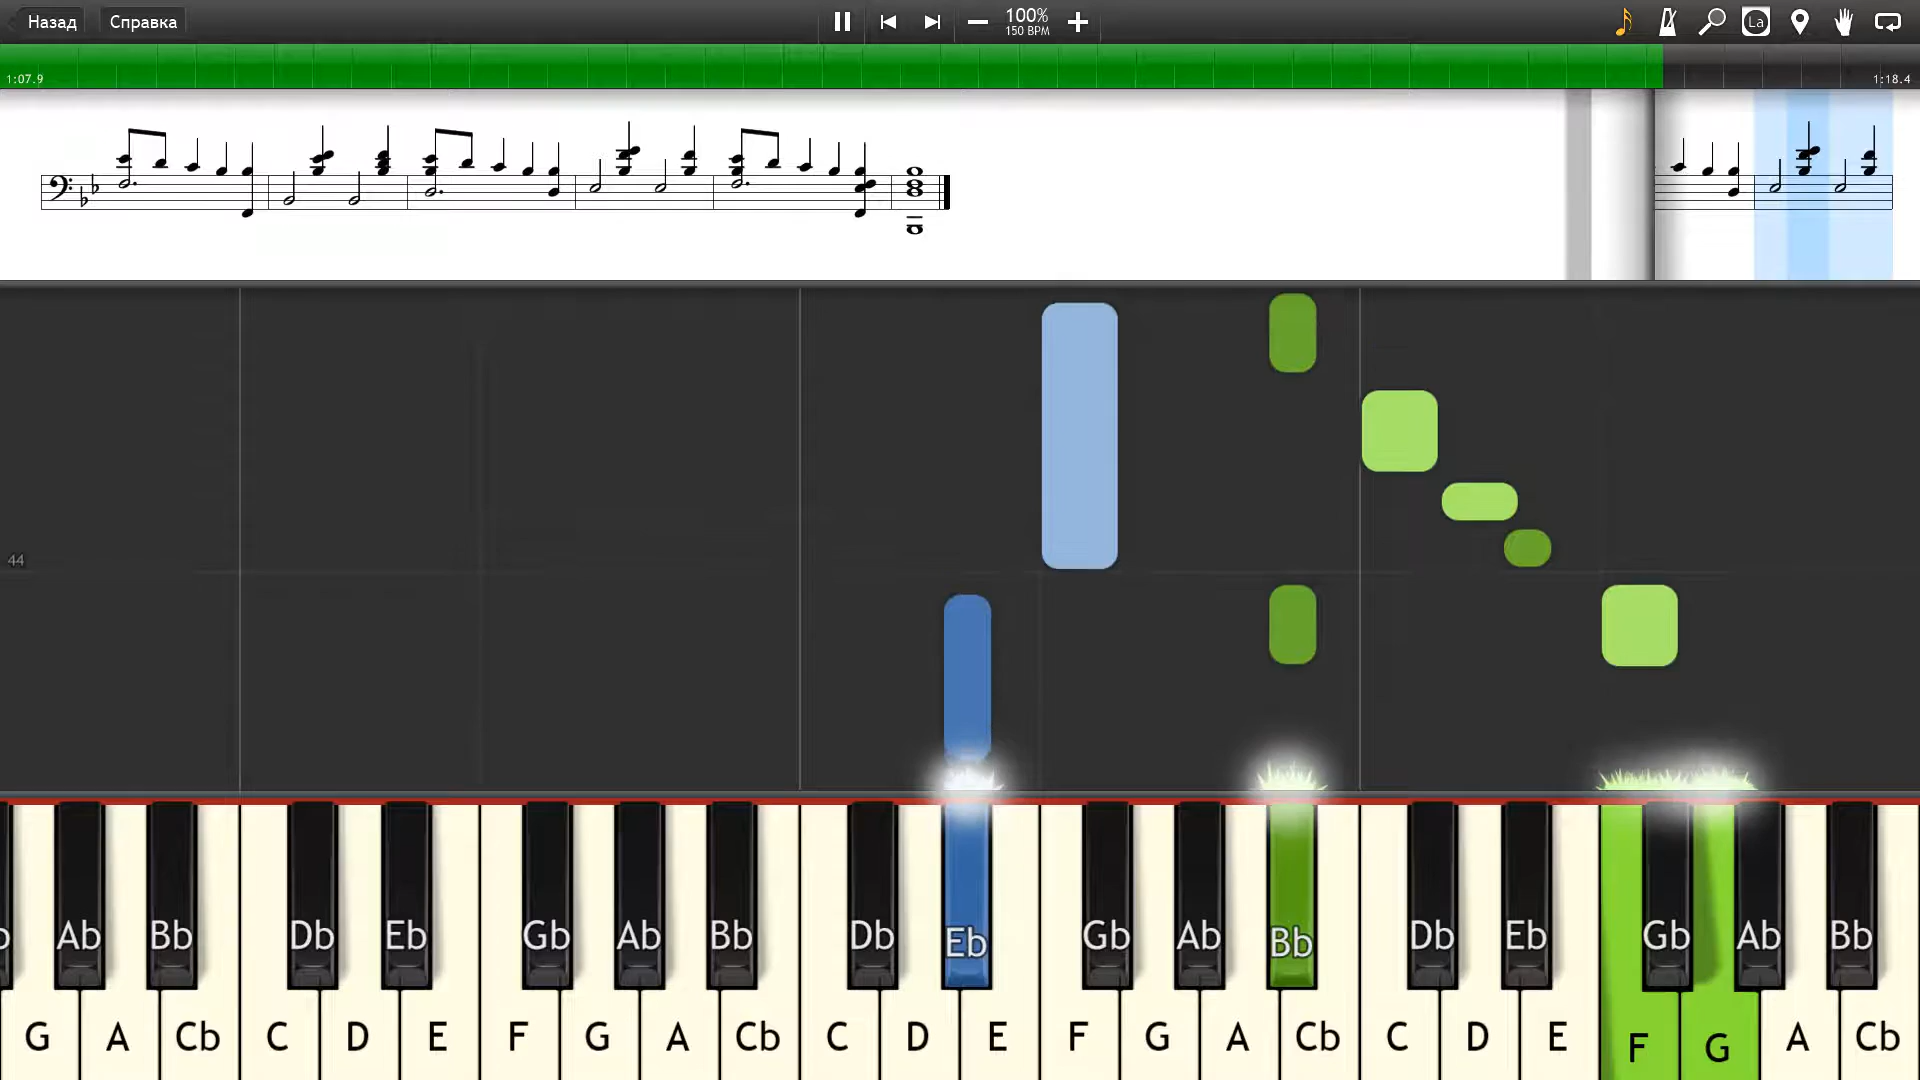 Назад Справка 100%
150 BPM La
1:07.9 1:18.4
44
Ab Bb Db Eb Gb Ab Bb Db Eb Gb Ab Bb Db Eb Gb Ab Bb
G A Cb C D E F G A Cb C D E F G A Cb C D E F G A Cb